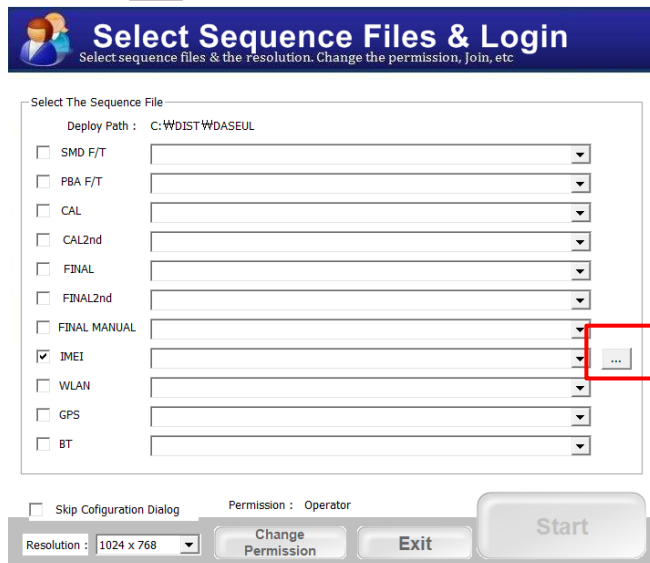 Select Sequence Files & Login
Select sequence files & the resolution. Change the permission, Join, etc
Select The Sequence File
Deploy Path : C:₩DIST₩DASEUL
SMD F/T
PBA F/T
CAL
CAL2nd
FINAL
FINAL2nd
FINAL MANUAL
IMEI ...
WLAN
GPS
BT
Skip Cofiguration Dialog Permission : Operator
Resolution : 1024 x 768 Change Permission Exit Start